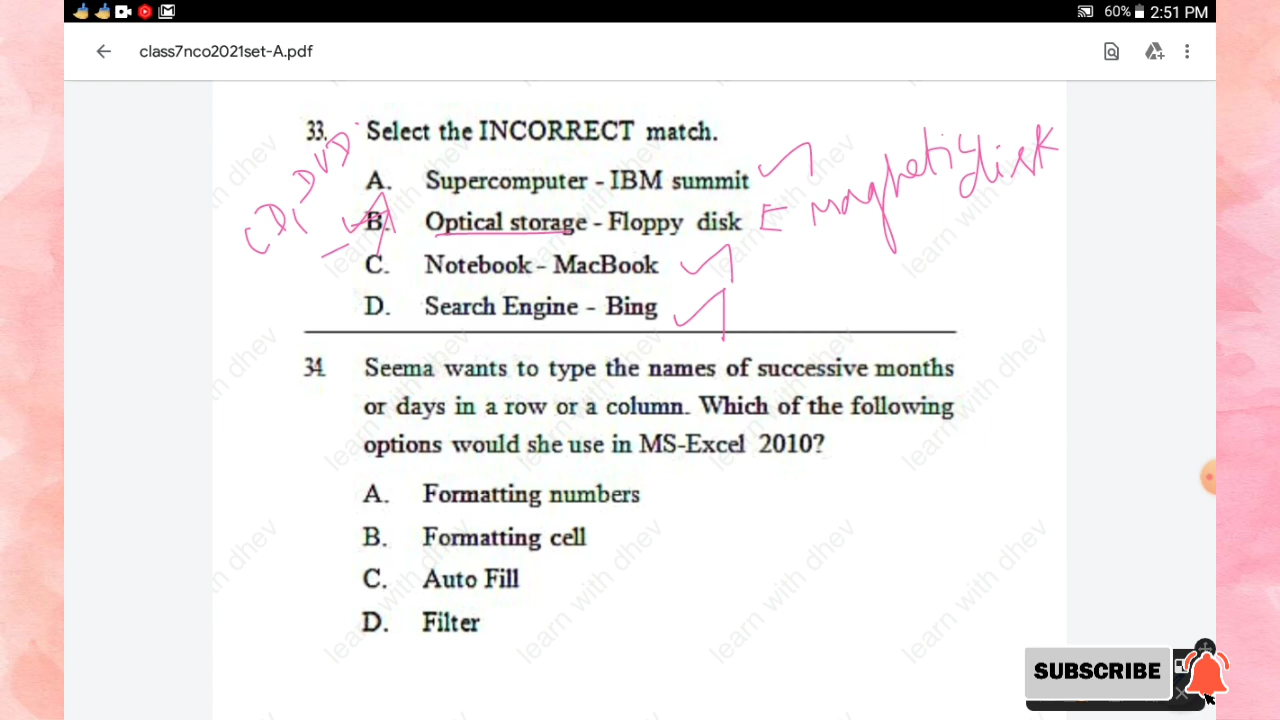 60% 2:51 PM
class7nco2021set-A.pdf
33. Select the INCORRECT match.
A. Supercomputer - IBM summit
B. Optical storage - Floppy disk
C. Notebook - MacBook
D. Search Engine - Bing
CD, DVD
magnetic disk
34 Seema wants to type the names of successive months
or days in a row or a column. Which of the following
options would she use in MS-Excel 2010?
A. Formatting numbers
B. Formatting cell
C. Auto Fill
D. Filter
learn with dhev
SUBSCRIBE